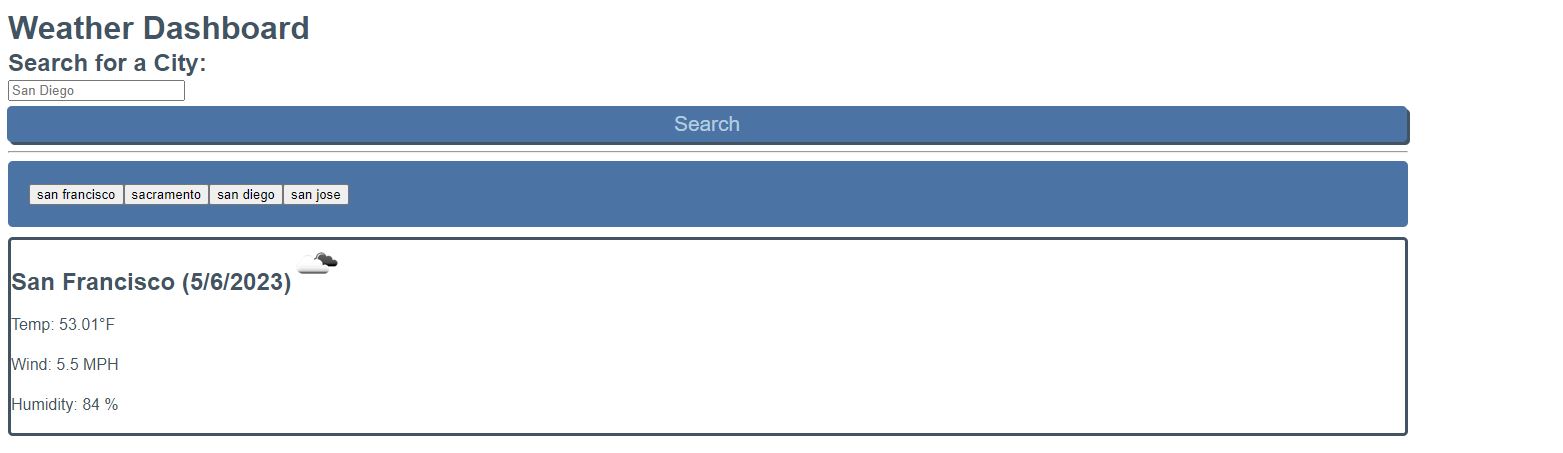 Weather Dashboard
Search for a City:
San Diego
Search
san francisco sacramento san diego san jose
San Francisco (5/6/2023)
Temp: 53.01°F
Wind: 5.5 MPH
Humidity: 84 %